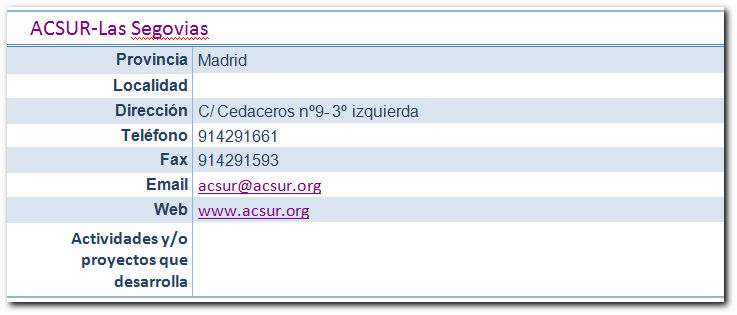 ACSUR-Las Segovias
Provincia Madrid
Localidad
Dirección C/ Cedaceros nº9- 3º izquierda
Teléfono 914291661
Fax 914291593
Email acsur@acsur.org
Web www.acsur.org
Actividades y/o
proyectos que
desarrolla